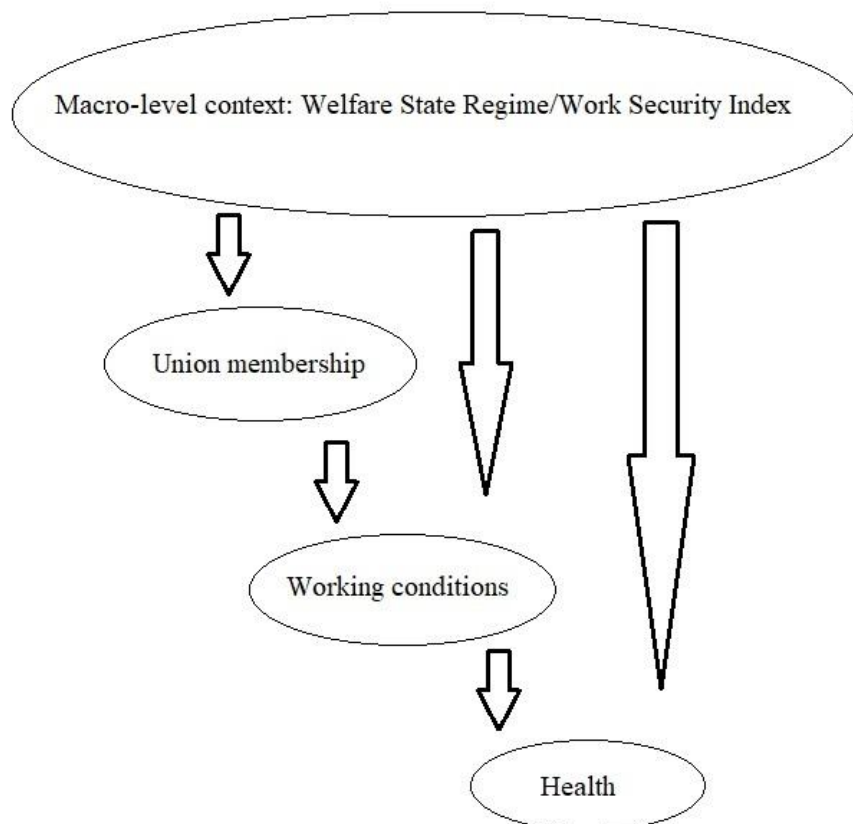 Macro-level context: Welfare State Regime/Work Security Index
Union membership
Working conditions
Health